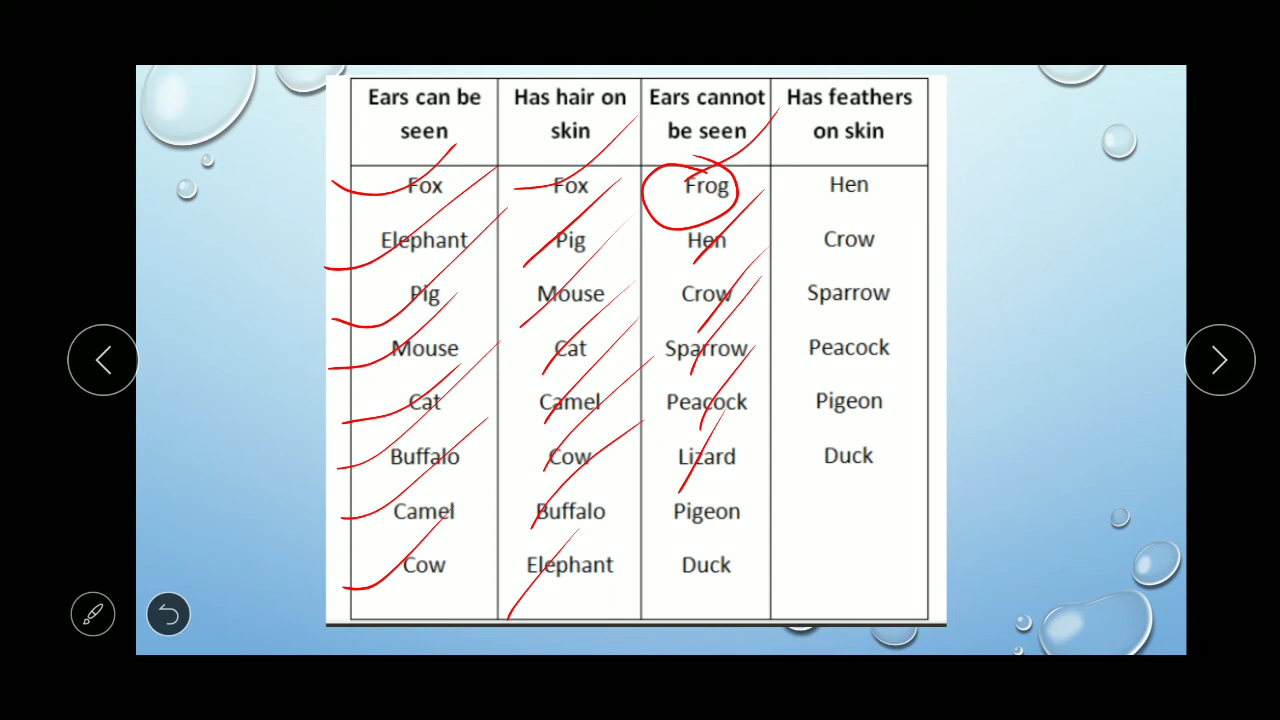 Ears can be seen Has hair on skin Ears cannot be seen Has feathers on skin
Fox Fox Frog Hen
Elephant Pig Hen Crow
Pig Mouse Crow Sparrow
Mouse Cat Sparrow Peacock
Cat Camel Peacock Pigeon
Buffalo Cow Lizard Duck
Camel Buffalo Pigeon
Cow Elephant Duck